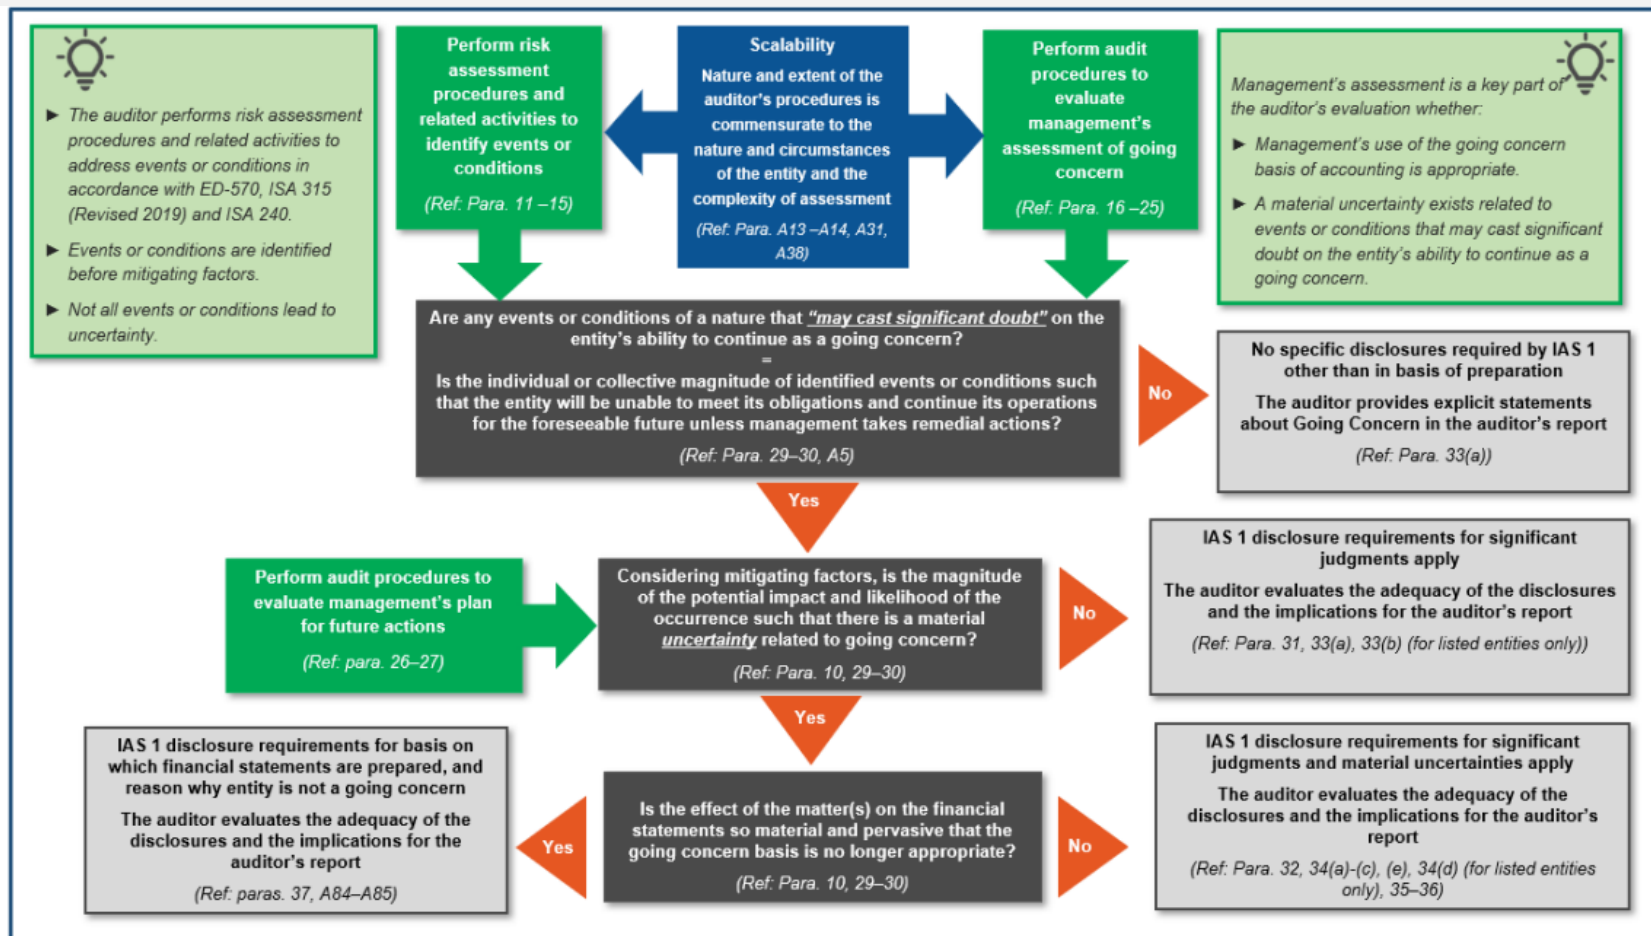 ► The auditor performs risk assessment
procedures and related activities to
address events or conditions in
accordance with ED-570, ISA 315
(Revised 2019) and ISA 240.
► Events or conditions are identified
before mitigating factors.
► Not all events or conditions lead to
uncertainty.
Perform risk
assessment
procedures and
related activities to
identify events or
conditions
(Ref: Para. 11 –15)
Scalability
Nature and extent of the
auditor's procedures is
commensurate to the
nature and circumstances
of the entity and the
complexity of assessment
(Ref: Para. A13 –A14, A31,
A38)
Perform audit
procedures to
evaluate
management's
assessment of going
concern
(Ref: Para. 16 –25)
Management's assessment is a key part of
the auditor's evaluation whether:
► Management's use of the going concern
basis of accounting is appropriate.
► A material uncertainty exists related to
events or conditions that may cast significant
doubt on the entity's ability to continue as a
going concern.
Are any events or conditions of a nature that "may cast significant doubt" on the
entity's ability to continue as a going concern?
=
Is the individual or collective magnitude of identified events or conditions such
that the entity will be unable to meet its obligations and continue its operations
for the foreseeable future unless management takes remedial actions?
(Ref: Para. 29–30, A5)
No
No specific disclosures required by IAS 1
other than in basis of preparation
The auditor provides explicit statements
about Going Concern in the auditor's report
(Ref: Para. 33(a))
Yes
Perform audit procedures to
evaluate management's plan
for future actions
(Ref: para. 26–27)
Considering mitigating factors, is the magnitude
of the potential impact and likelihood of the
occurrence such that there is a material
uncertainty related to going concern?
(Ref: Para. 10, 29–30)
No
IAS 1 disclosure requirements for significant
judgments apply
The auditor evaluates the adequacy of the disclosures
and the implications for the auditor's report
(Ref: Para. 31, 33(a), 33(b) (for listed entities only))
Yes
IAS 1 disclosure requirements for basis on
which financial statements are prepared, and
reason why entity is not a going concern
The auditor evaluates the adequacy of the
disclosures and the implications for the
auditor's report
(Ref: paras. 37, A84–A85)
Yes
Is the effect of the matter(s) on the financial
statements so material and pervasive that the
going concern basis is no longer appropriate?
(Ref: Para. 10, 29–30)
No
IAS 1 disclosure requirements for significant
judgments and material uncertainties apply
The auditor evaluates the adequacy of the
disclosures and the implications for the auditor's
report
(Ref: Para. 32, 34(a)-(c), (e), 34(d) (for listed entities
only), 35–36)